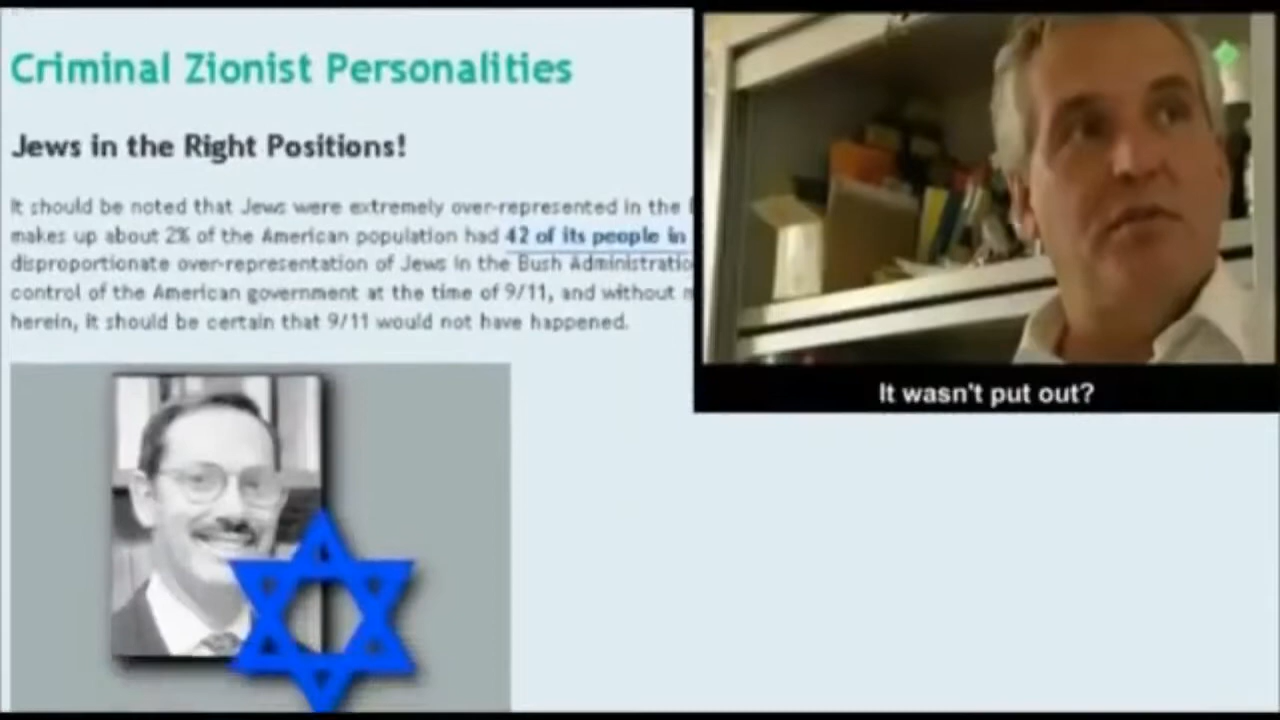 Criminal Zionist Personalities
Jews in the Right Positions!
It should be noted that Jews were extremely over-represented in the
makes up about 2% of the American population had 42 of its people in
disproportionate over-representation of Jews in the Bush
control of the American government at the time of 9/11, and without
herein, it should be certain that 9/11 would not have happened.
It wasn't put out?